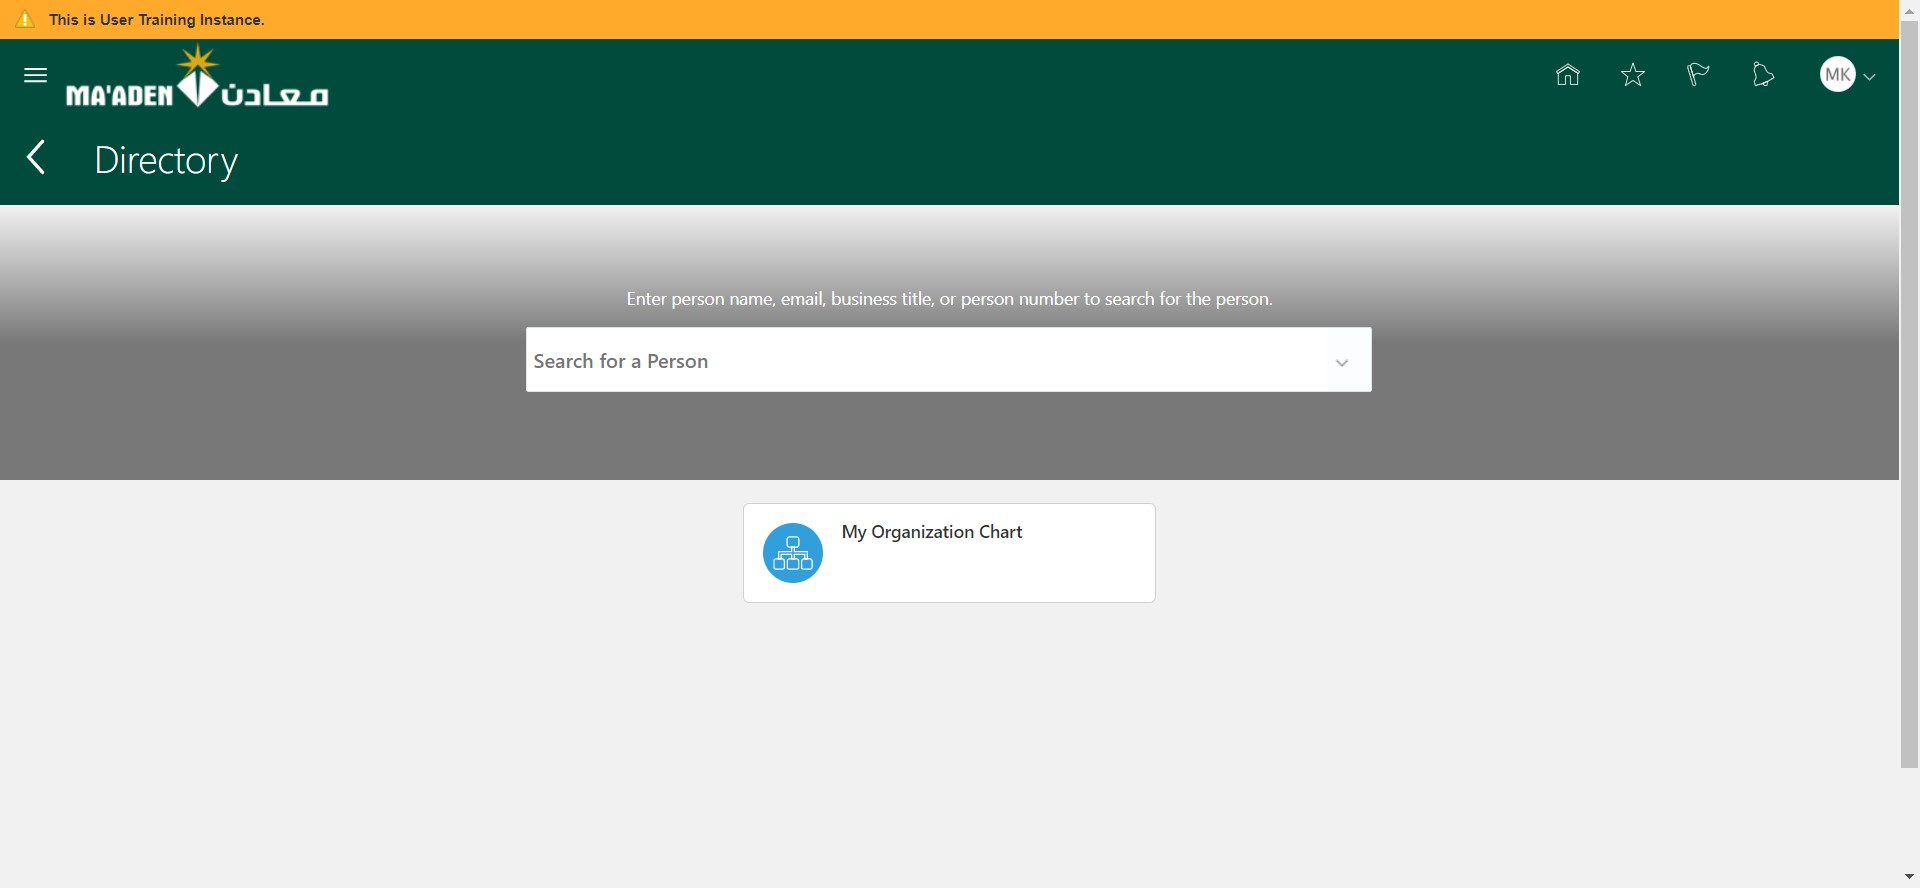 This is User Training Instance.
MA'ADEN معادن
MK
Directory
Enter person name, email, business title, or person number to search for the person.
Search for a Person
My Organization Chart